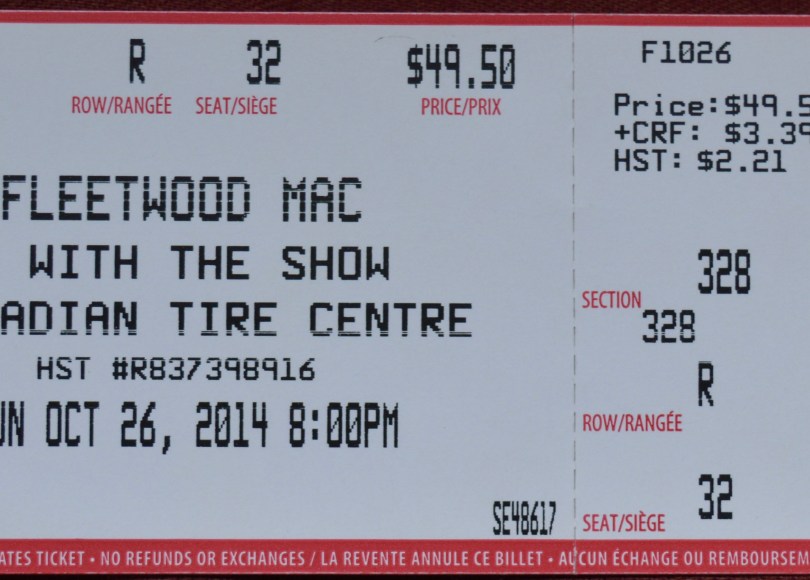 R 32 $49.50
ROW/RANGÉE SEAT/SIÈGE PRICE/PRIX
FLEETWOOD MAC
WITH THE SHOW
ADIAN TIRE CENTRE
HST #R837398916
UN OCT 26, 2014 8:00PM
SE48617
ATES TICKET • NO REFUNDS OR EXCHANGES / LA REVENTE ANNULE CE BILLET • AUCUN ÉCHANGE OU REMBOURSEM
F1026
Price:$49.5
+CRF: $3.39
HST: $2.21
328
SECTION
328
R
ROW/RANGÉE
32
SEAT/SIÈGE